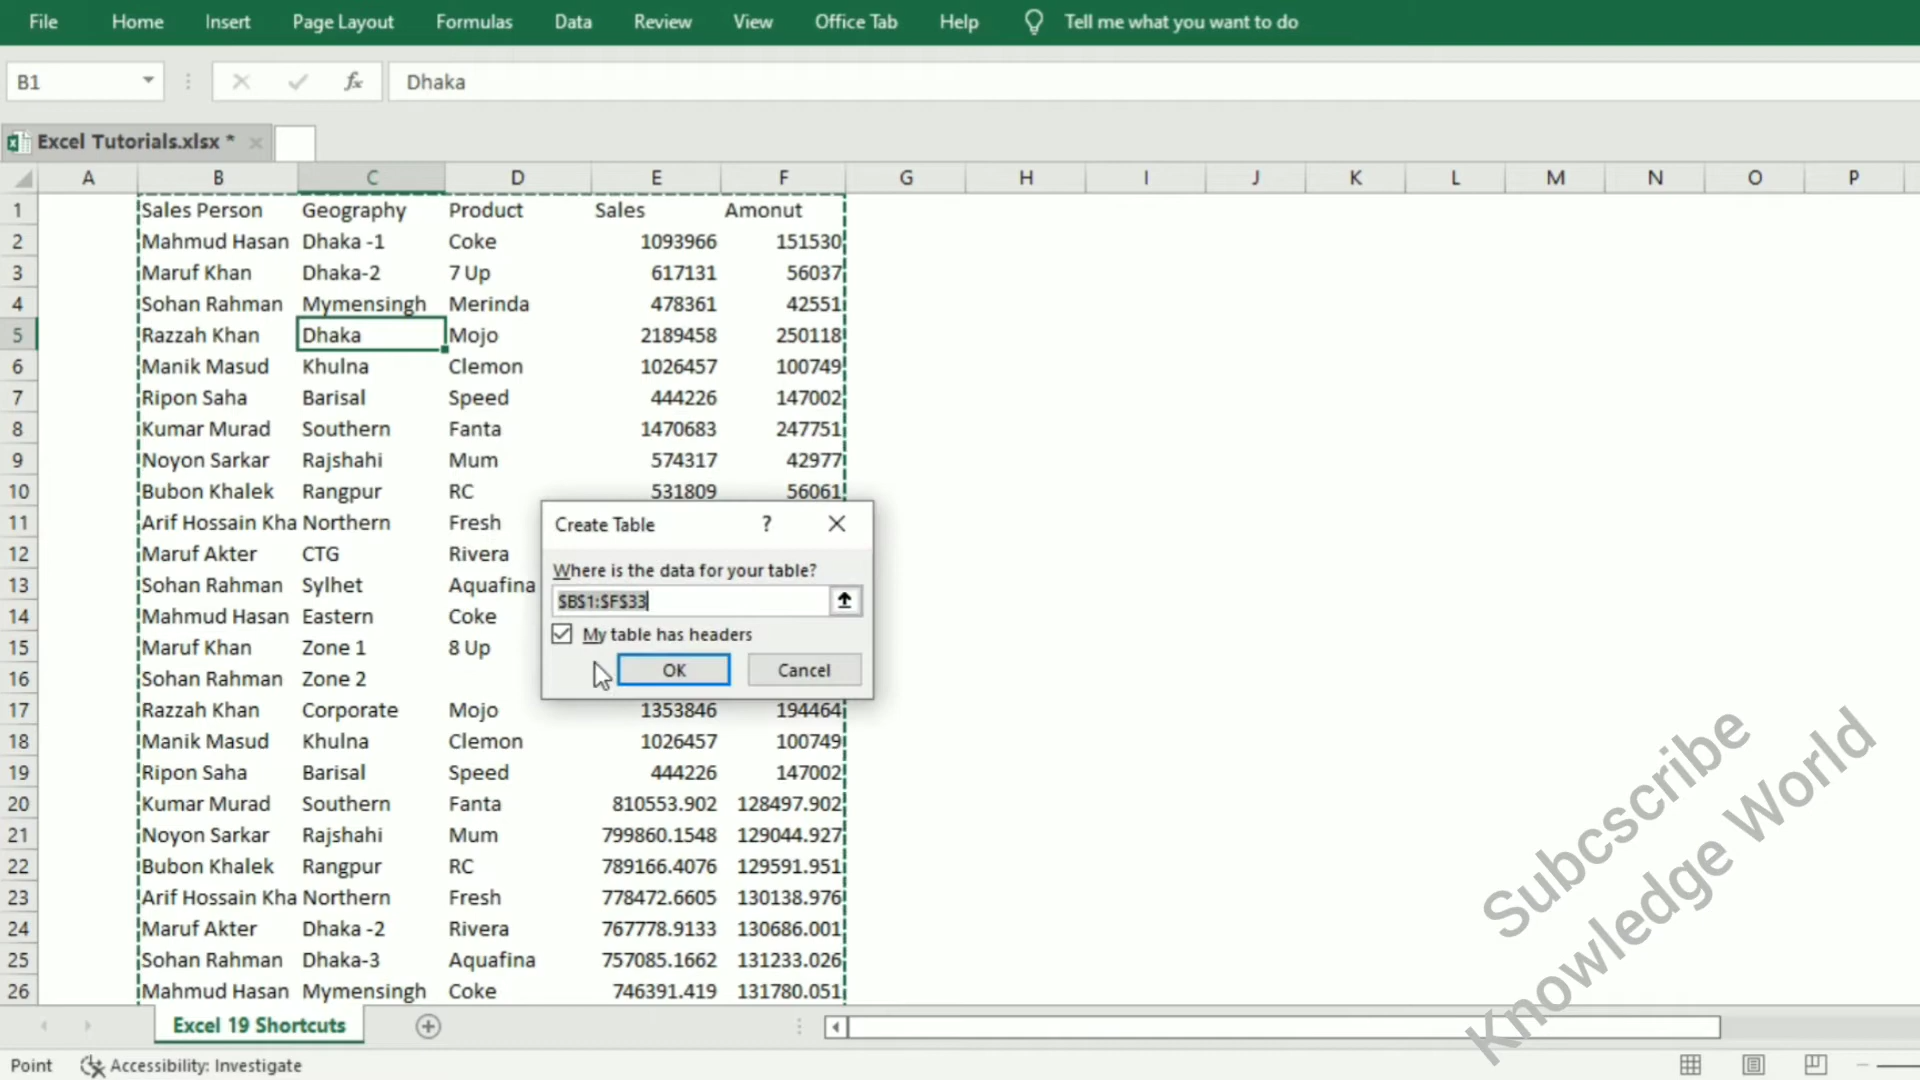 File Home Insert Page Layout Formulas Data Review View Office Tab Help Tell me what you want to do
B1 fx Dhaka
Excel Tutorials.xlsx *
A B C D E F G H I J K L M N O P
1 Sales Person Geography Product Sales Amonut
2 Mahmud Hasan Dhaka -1 Coke 1093966 151530
3 Maruf Khan Dhaka-2 7 Up 617131 56037
4 Sohan Rahman Mymensingh Merinda 478361 42551
5 Razzah Khan Dhaka Mojo 2189458 250118
6 Manik Masud Khulna Clemon 1026457 100749
7 Ripon Saha Barisal Speed 444226 147002
8 Kumar Murad Southern Fanta 1470683 247751
9 Noyon Sarkar Rajshahi Mum 574317 42977
10 Bubon Khalek Rangpur RC 531809 56061
11 Arif Hossain Kha Northern Fresh
12 Maruf Akter CTG Rivera
13 Sohan Rahman Sylhet Aquafina
14 Mahmud Hasan Eastern Coke
15 Maruf Khan Zone 1 8 Up
16 Sohan Rahman Zone 2
17 Razzah Khan Corporate Mojo 1353846 194464
18 Manik Masud Khulna Clemon 1026457 100749
19 Ripon Saha Barisal Speed 444226 147002
20 Kumar Murad Southern Fanta 810553.902 128497.902
21 Noyon Sarkar Rajshahi Mum 799860.1548 129044.927
22 Bubon Khalek Rangpur RC 789166.4076 129591.951
23 Arif Hossain Kha Northern Fresh 778472.6605 130138.976
24 Maruf Akter Dhaka -2 Rivera 767778.9133 130686.001
25 Sohan Rahman Dhaka-3 Aquafina 757085.1662 131233.026
26 Mahmud Hasan Mymensingh Coke 746391.419 131780.051
Create Table ?
Where is the data for your table?
$B$1:$F$33
My table has headers
OK Cancel
Subcscribe
Knowledge World
Excel 19 Shortcuts
Point Accessibility: Investigate